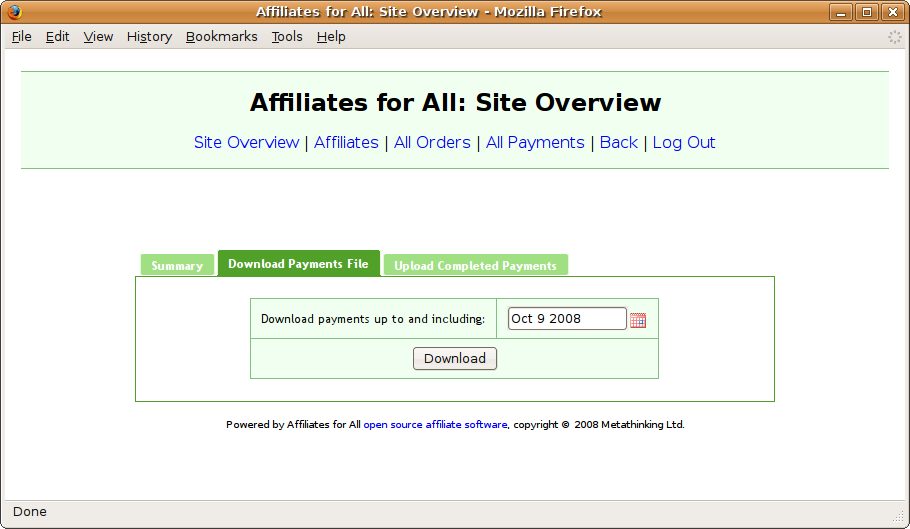 Affiliates for All: Site Overview - Mozilla Firefox
File Edit View History Bookmarks Tools Help
Affiliates for All: Site Overview
Site Overview | Affiliates | All Orders | All Payments | Back | Log Out
Summary Download Payments File Upload Completed Payments
Download payments up to and including: Oct 9 2008
Download
Powered by Affiliates for All open source affiliate software, copyright © 2008 Metathinking Ltd.
Done